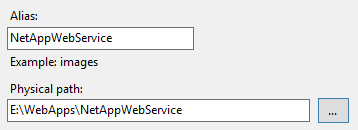 Alias:
NetAppWebService
Example: images
Physical path:
E:\WebApps\NetAppWebService
...